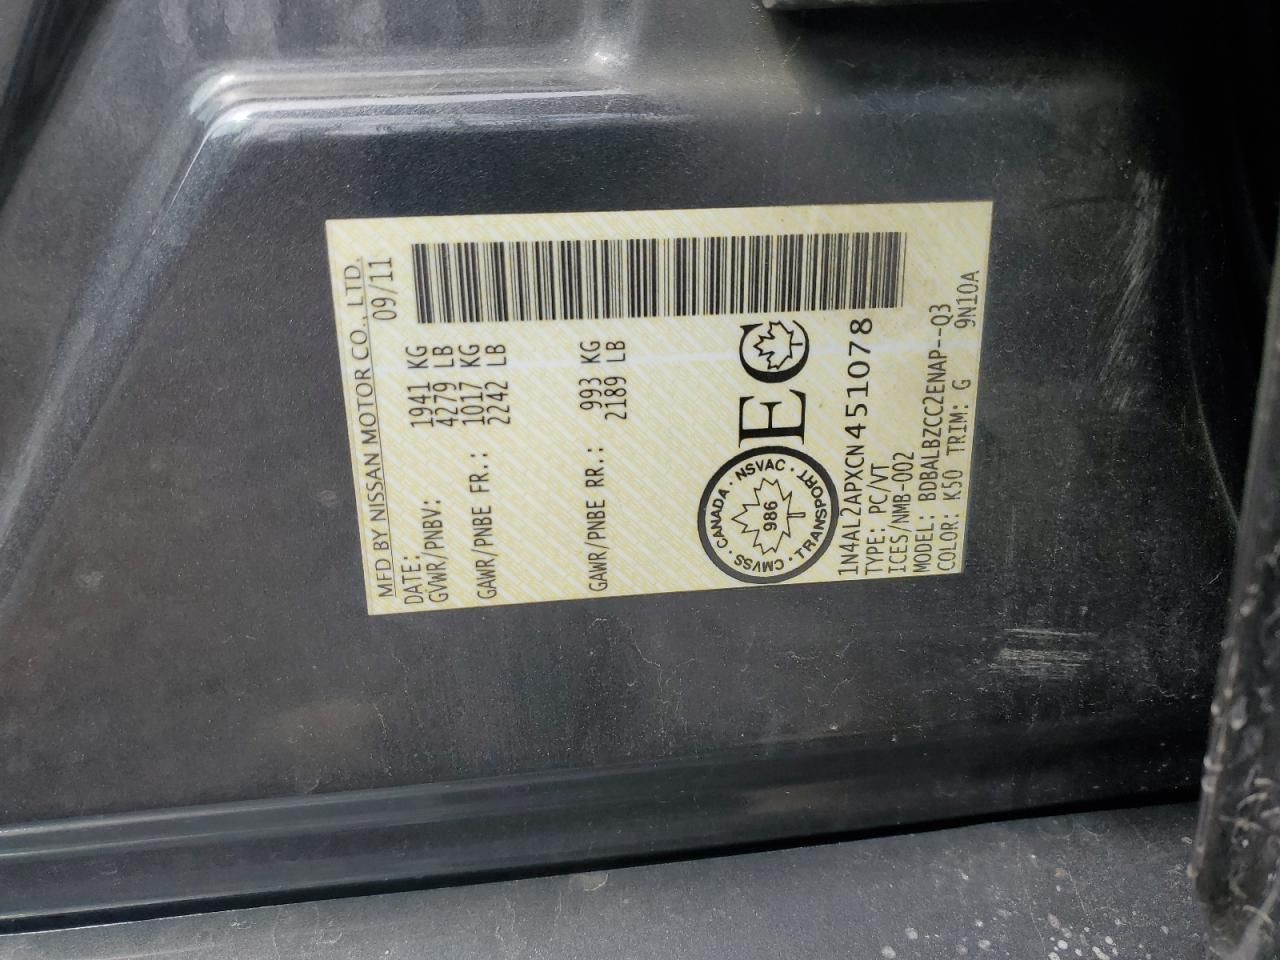 MFD BY NISSAN MOTOR CO., LTD.
DATE: 09/11
GVWR/PNBV: 1941 KG
4279 LB
GAWR/PNBE FR.: 1017 KG
2242 LB
GAWR/PNBE RR.: 993 KG
2189 LB
CMVSS · CANADA · NSVAC · TRANSPORT
986
EC
1N4AL2APXCN451078
TYPE: PC/VT
ICES/NMB-002
MODEL: BDBALBZCC2ENAP--Q3
COLOR: K50 TRIM: G 9N10A